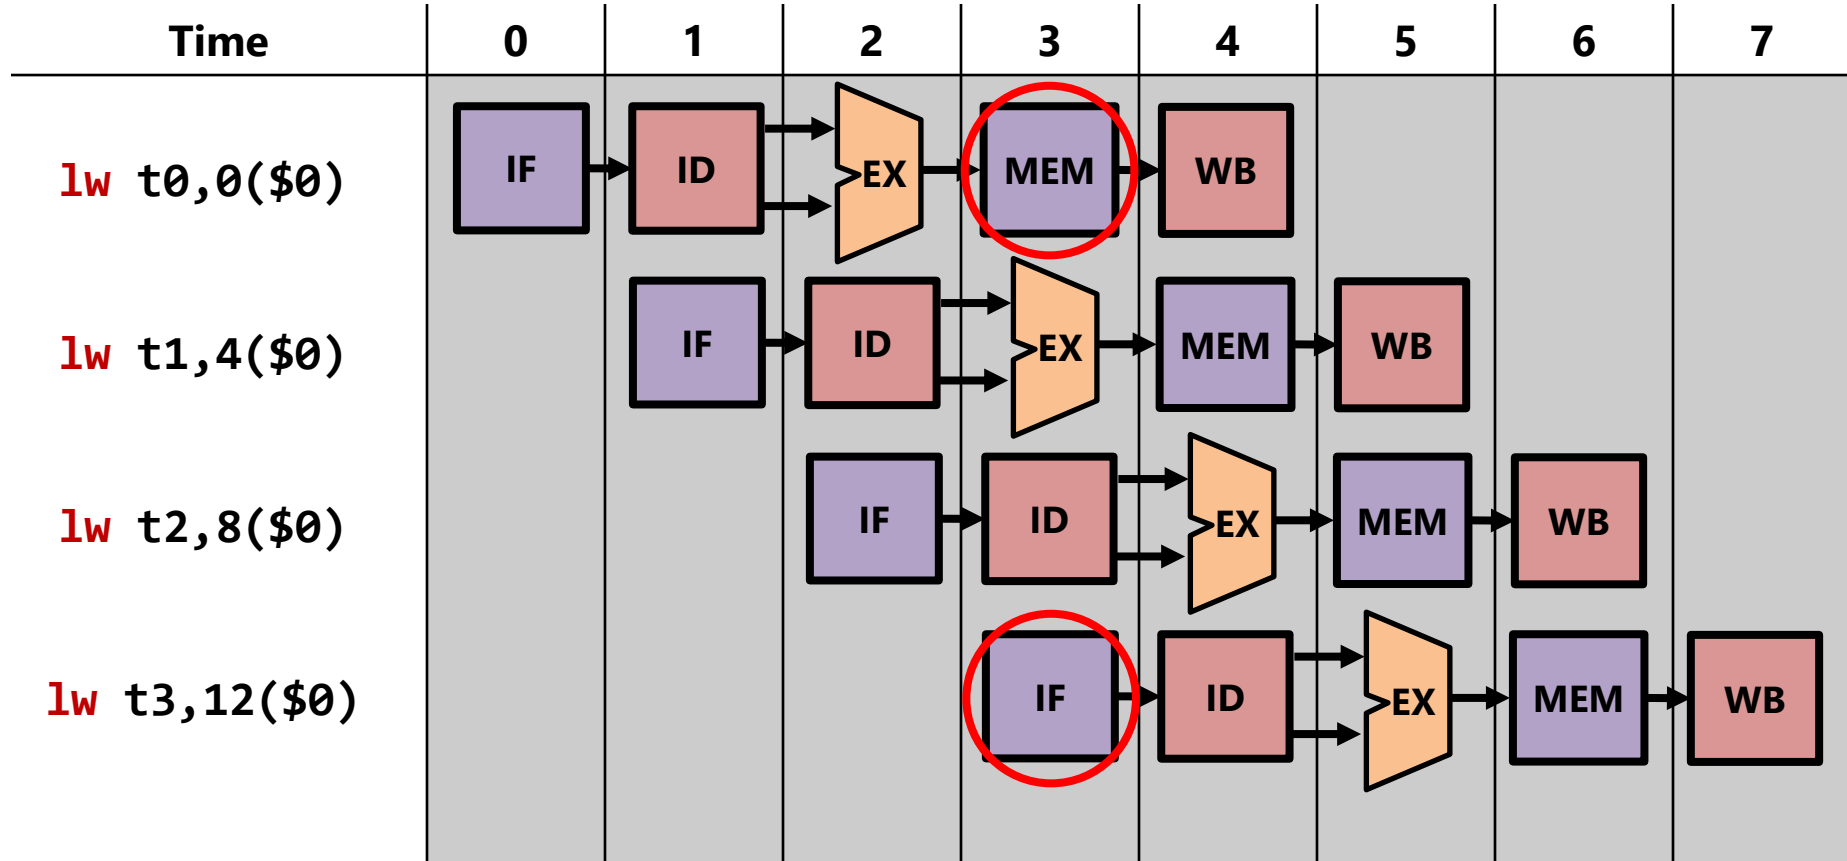 Time 0 1 2 3 4 5 6 7
lw t0,0($0) IF ID EX MEM WB
lw t1,4($0) IF ID EX MEM WB
lw t2,8($0) IF ID EX MEM WB
lw t3,12($0) IF ID EX MEM WB